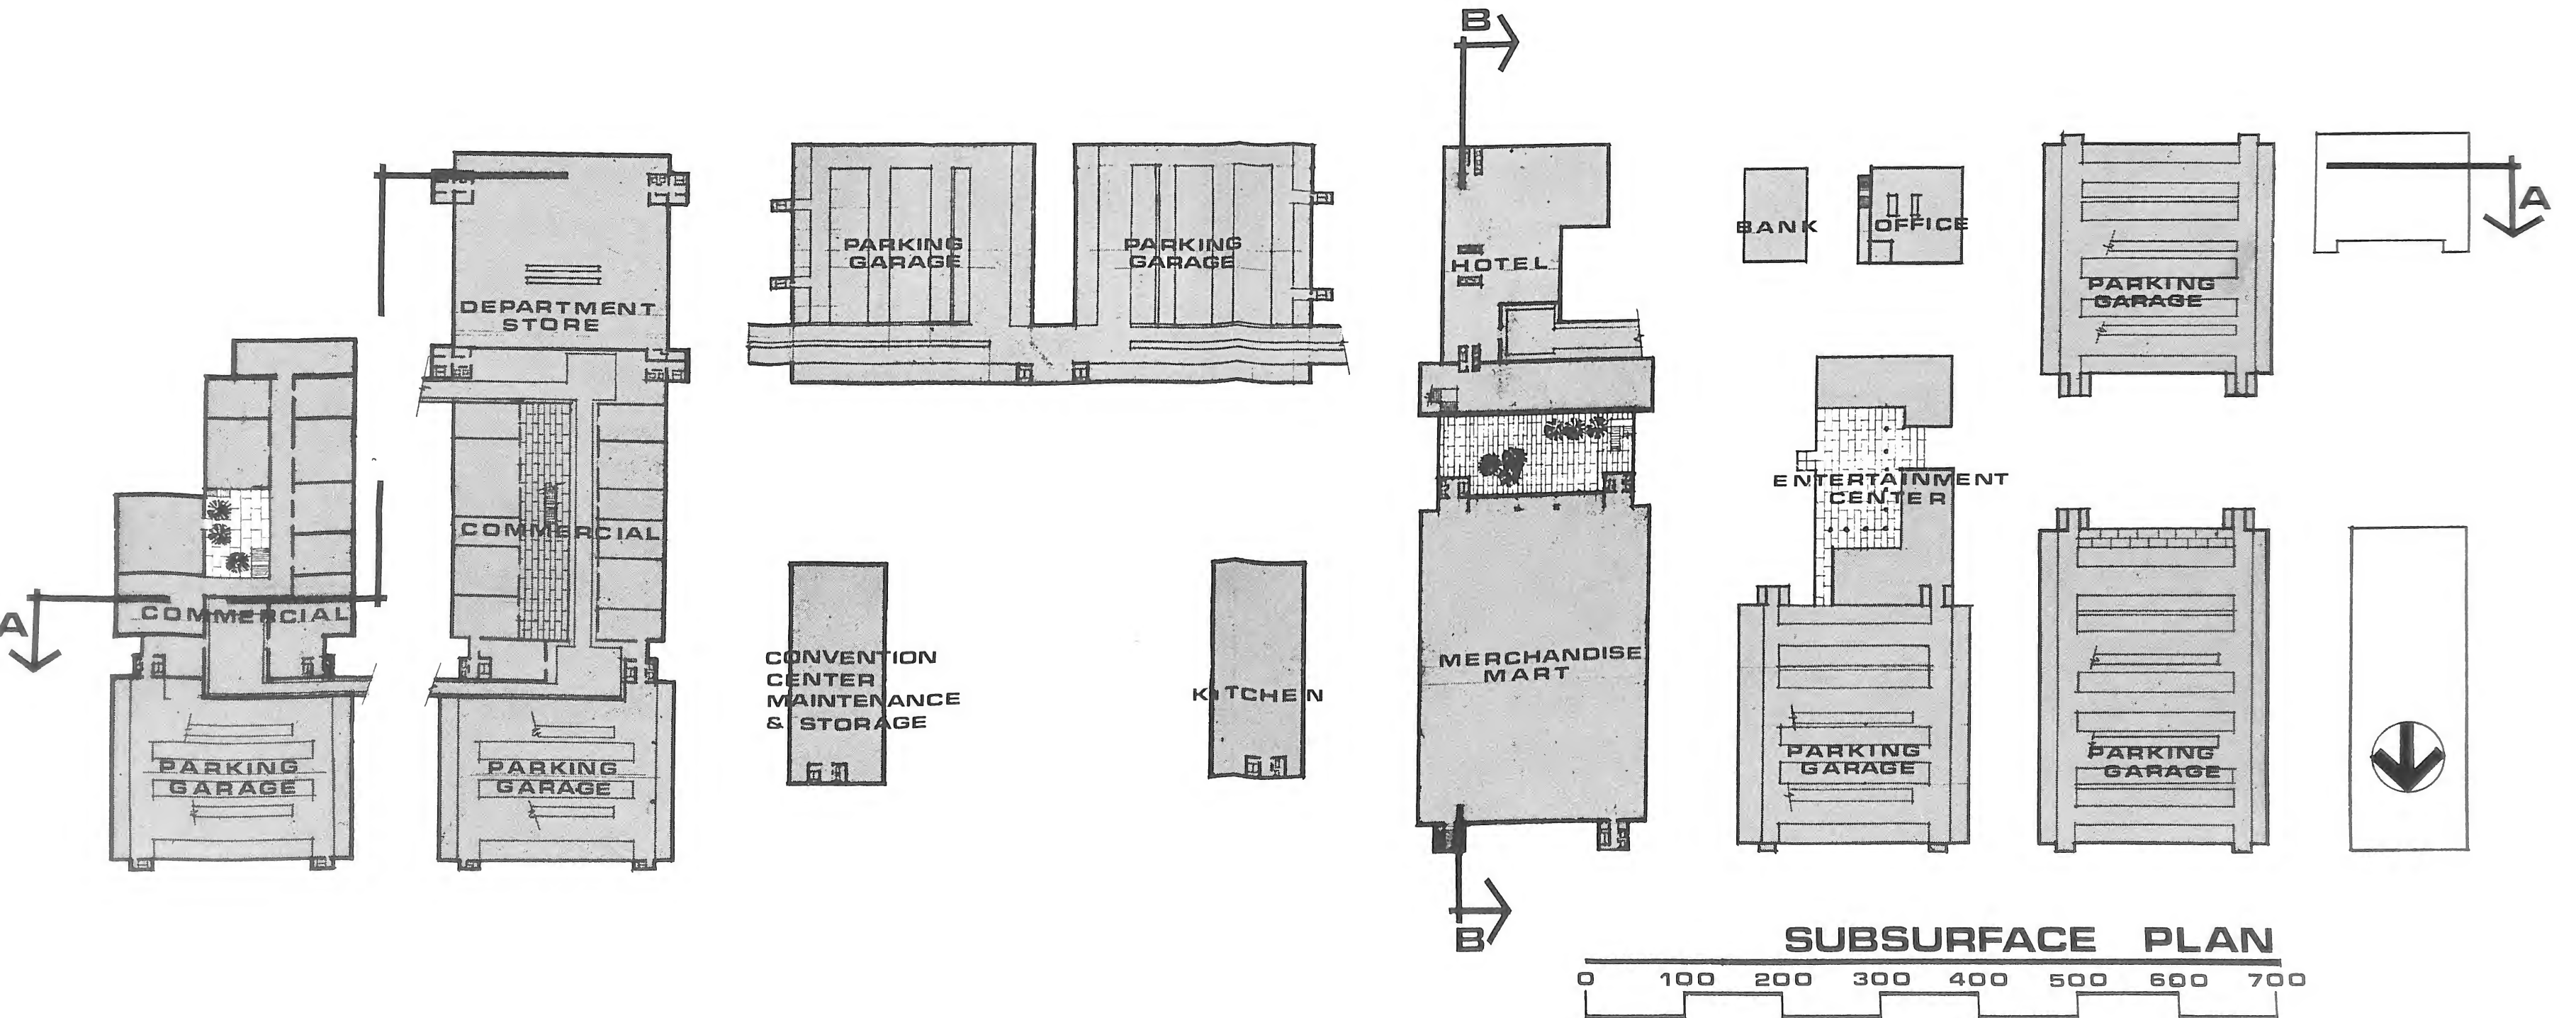 B
A
BANK
OFFICE
PARKING
GARAGE
PARKING
GARAGE
HOTEL
PARKING
GARAGE
DEPARTMENT
STORE
ENTERTAINMENT
CENTER
COMMERCIAL
A
COMMERCIAL
CONVENTION
CENTER
MAINTENANCE
& STORAGE
KITCHEN
MERCHANDISE
MART
PARKING
GARAGE
PARKING
GARAGE
PARKING
GARAGE
PARKING
GARAGE
B
SUBSURFACE PLAN
0 100 200 300 400 500 600 700